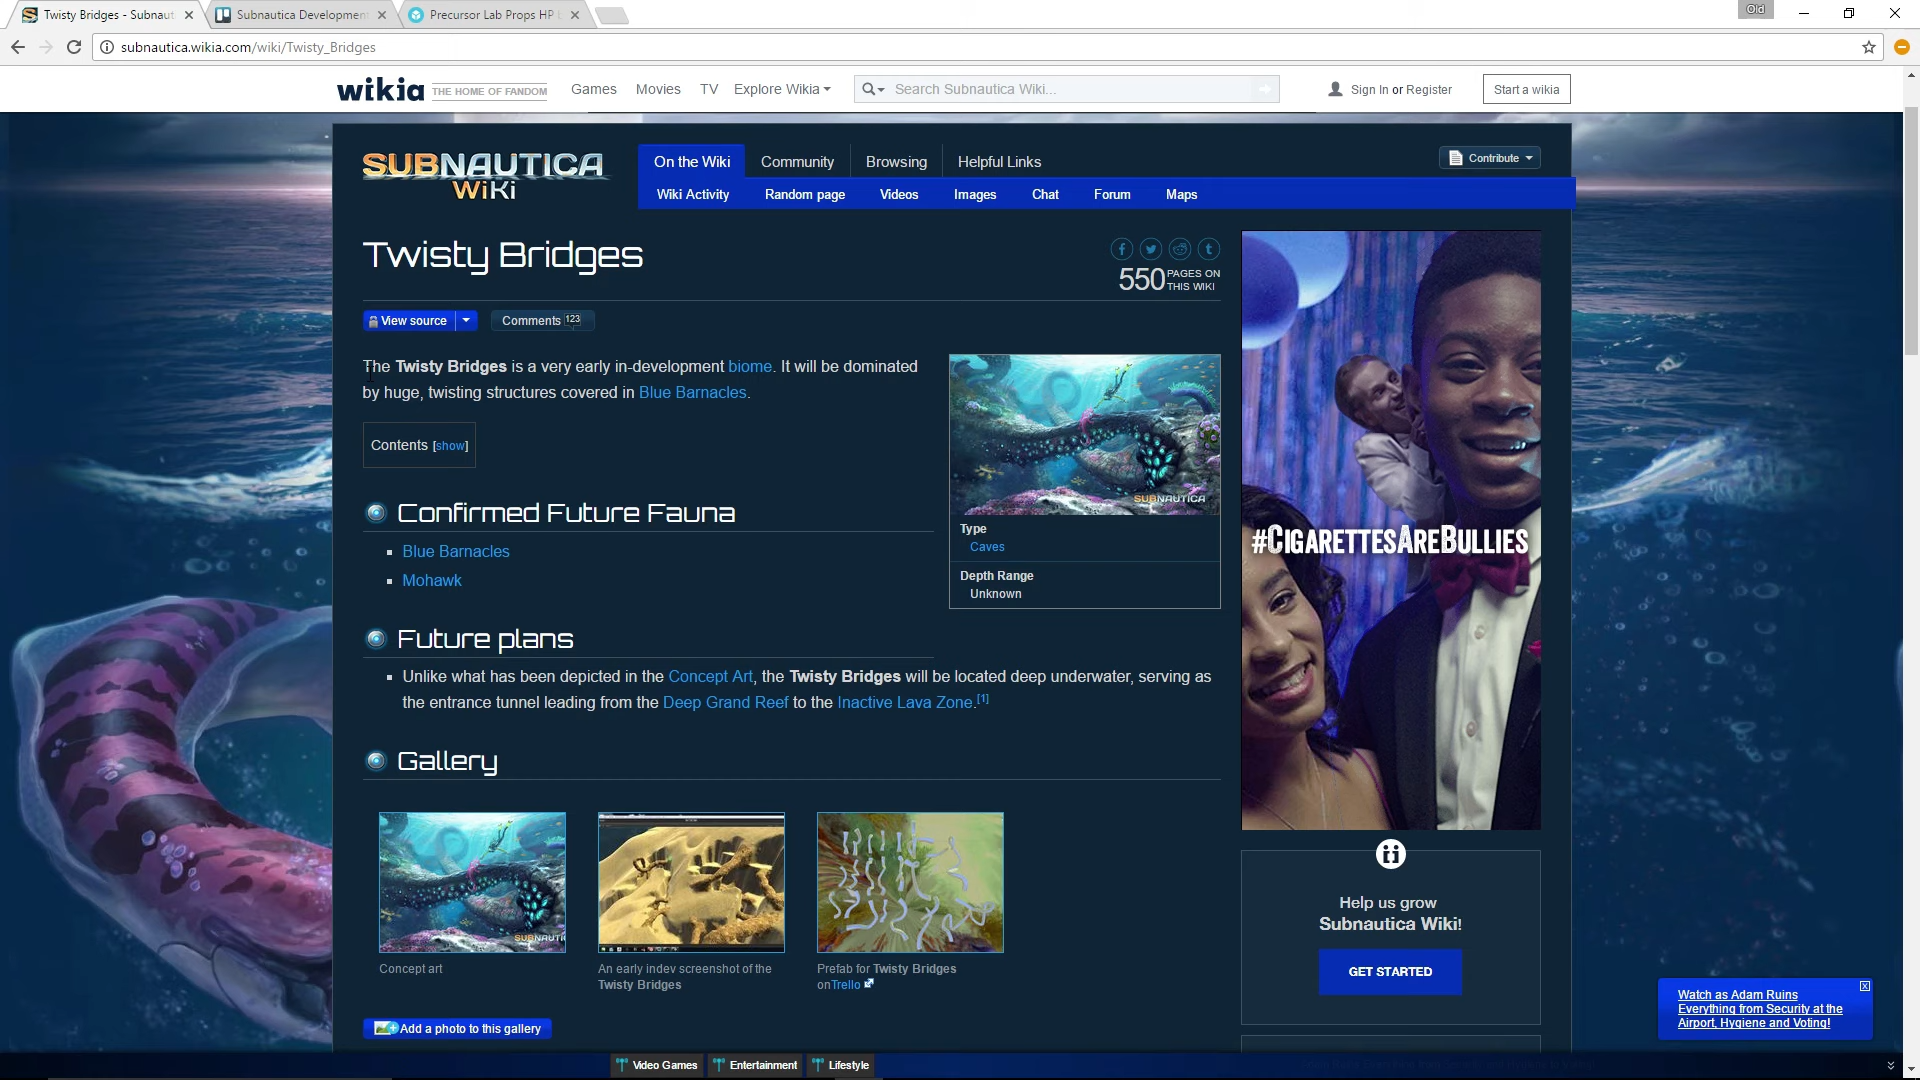 Twisty Bridges - Subnaut
Subnautica Development
Precursor Lab Props HP
Old
subnautica.wikia.com/wiki/Twisty_Bridges
wikia
THE HOME OF FANDOM
Games
Movies
TV
Explore Wikia
Search Subnautica Wiki...
Sign In or Register
Start a wikia
SUBNAUTICA
WiKi
On the Wiki
Community
Browsing
Helpful Links
Contribute
Wiki Activity
Random page
Videos
Images
Chat
Forum
Maps
Twisty Bridges
550 PAGES ON
THIS WIKI
View source
Comments 123
The Twisty Bridges is a very early in-development biome. It will be dominated
by huge, twisting structures covered in Blue Barnacles.
Contents [show]
SUBNAUTICA
Type
Caves
Depth Range
Unknown
Confirmed Future Fauna
Blue Barnacles
Mohawk
Future plans
Unlike what has been depicted in the Concept Art, the Twisty Bridges will be located deep underwater, serving as
the entrance tunnel leading from the Deep Grand Reef to the Inactive Lava Zone.[1]
Gallery
SUBNAUTI
Concept art
An early indev screenshot of the
Twisty Bridges
Prefab for Twisty Bridges
onTrello
Add a photo to this gallery
#CIGARETTESAREBULLIES
Help us grow
Subnautica Wiki!
GET STARTED
Watch as Adam Ruins
Everything from Security at the
Airport, Hygiene and Voting!
Video Games
Entertainment
Lifestyle